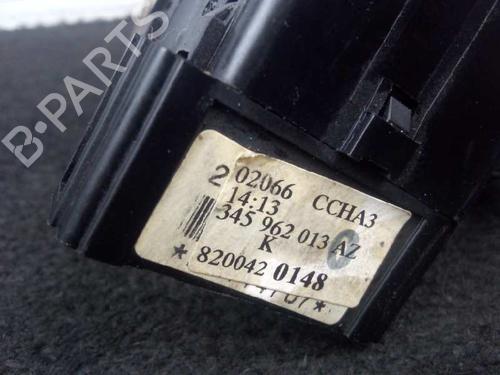 B-PARTS
2 02066 CCHA3
14:13
345 962 013 AZ
K
* 820042 0148